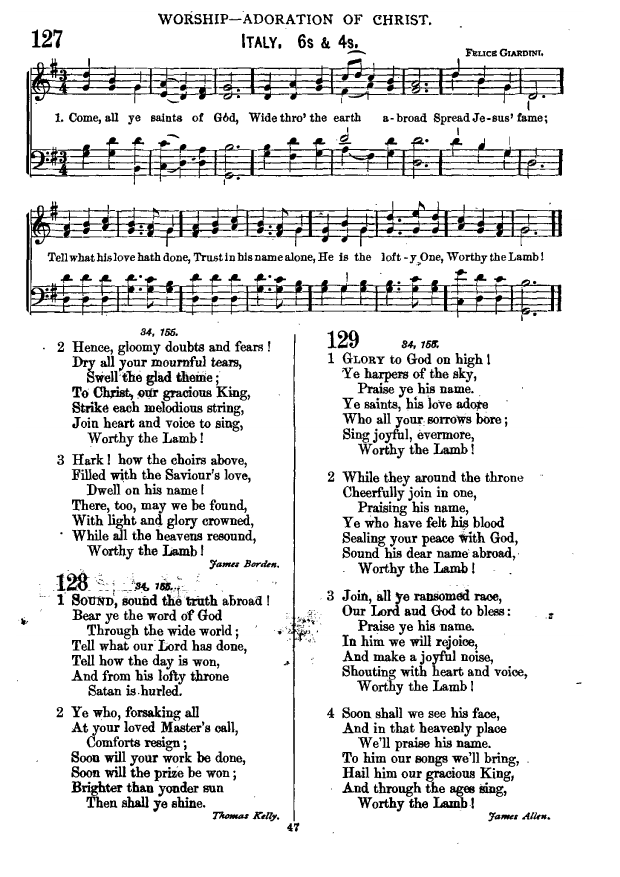 WORSHIP—ADORATION OF CHRIST.
127
ITALY. 6s & 4s.
FELICE GIARDINI.
1. Come, all ye saints of God, Wide thro' the earth a-broad Spread Je-sus' fame;
Tell what his love hath done, Trust in his name alone, He is the loft-y One, Worthy the Lamb!
34, 155.
2 Hence, gloomy doubts and fears!
Dry all your mournful tears,
Swell the glad theme;
To Christ, our gracious King,
Strike each melodious string,
Join heart and voice to sing,
Worthy the Lamb!
3 Hark! how the choirs above,
Filled with the Saviour's love,
Dwell on his name!
There, too, may we be found,
With light and glory crowned,
While all the heavens resound,
Worthy the Lamb!
James Borden.
128
34, 155.
1 SOUND, sound the truth abroad!
Bear ye the word of God
Through the wide world;
Tell what our Lord has done,
Tell how the day is won,
And from his lofty throne
Satan is hurled.
2 Ye who, forsaking all
At your loved Master's call,
Comforts resign;
Soon will your work be done,
Soon will the prize be won;
Brighter than yonder sun
Then shall ye shine.
Thomas Kelly.
129
34, 155.
1 GLORY to God on high!
Ye harpers of the sky,
Praise ye his name.
Ye saints, his love adore
Who all your sorrows bore;
Sing joyful, evermore,
Worthy the Lamb!
2 While they around the throne
Cheerfully join in one,
Praising his name,
Ye who have felt his blood
Sealing your peace with God,
Sound his dear name abroad,
Worthy the Lamb!
3 Join, all ye ransomed race,
Our Lord and God to bless:
Praise ye his name.
In him we will rejoice,
And make a joyful noise,
Shouting with heart and voice,
Worthy the Lamb!
4 Soon shall we see his face,
And in that heavenly place
We'll praise his name.
To him our songs we'll bring,
Hail him our gracious King,
And through the ages sing,
Worthy the Lamb!
James Allen.
47